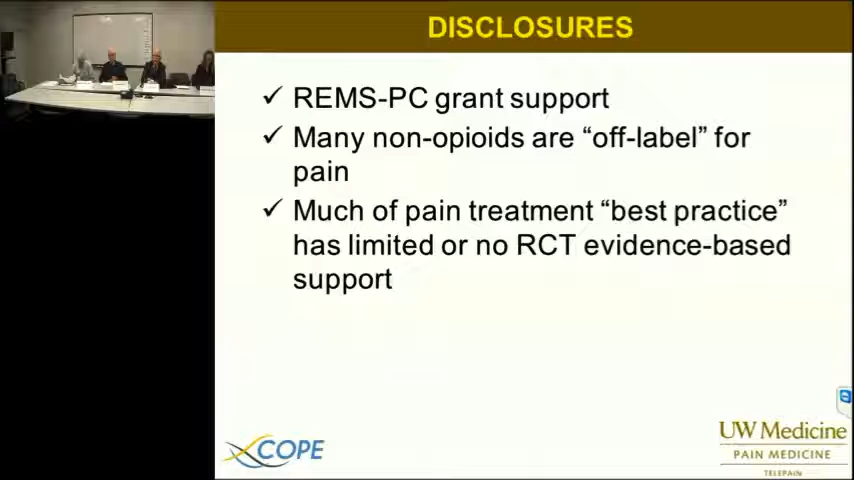 DISCLOSURES
✓ REMS-PC grant support
✓ Many non-opioids are “off-label” for
pain
✓ Much of pain treatment “best practice”
has limited or no RCT evidence-based
support
COPE
UW Medicine
PAIN MEDICINE
TELEPAIN